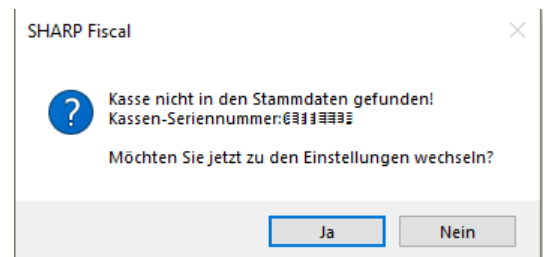 SHARP Fiscal
Kasse nicht in den Stammdaten gefunden!
Kassen-Seriennummer:
Möchten Sie jetzt zu den Einstellungen wechseln?
Ja
Nein